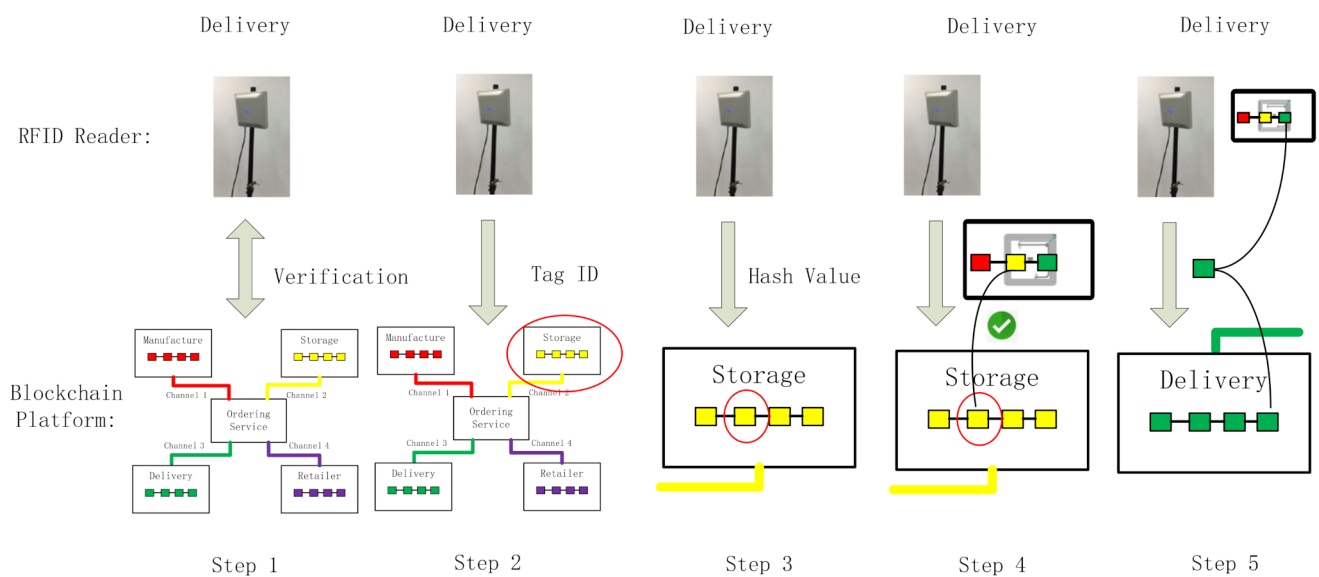 Delivery Delivery Delivery Delivery Delivery
RFID Reader:
Verification Tag ID Hash Value
Blockchain
Platform:
Manufacture
Storage
Channel 1
Channel 2
Ordering
Service
Channel 3
Channel 4
Delivery
Retailer
Manufacture
Storage
Channel 1
Channel 2
Ordering
Service
Channel 3
Channel 4
Delivery
Retailer
Storage
Storage
Delivery
Step 1 Step 2 Step 3 Step 4 Step 5